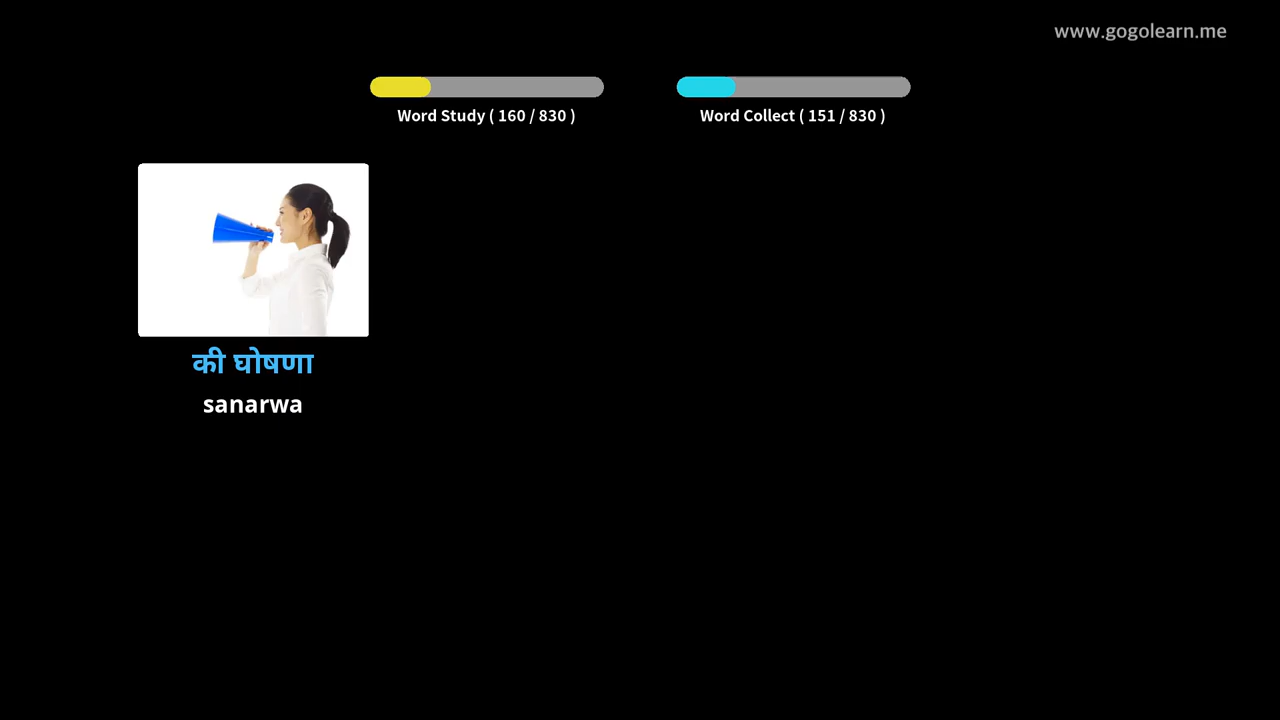 www.gogolearn.me
Word Study ( 160 / 830 )
Word Collect ( 151 / 830 )
की घोषणा
sanarwa